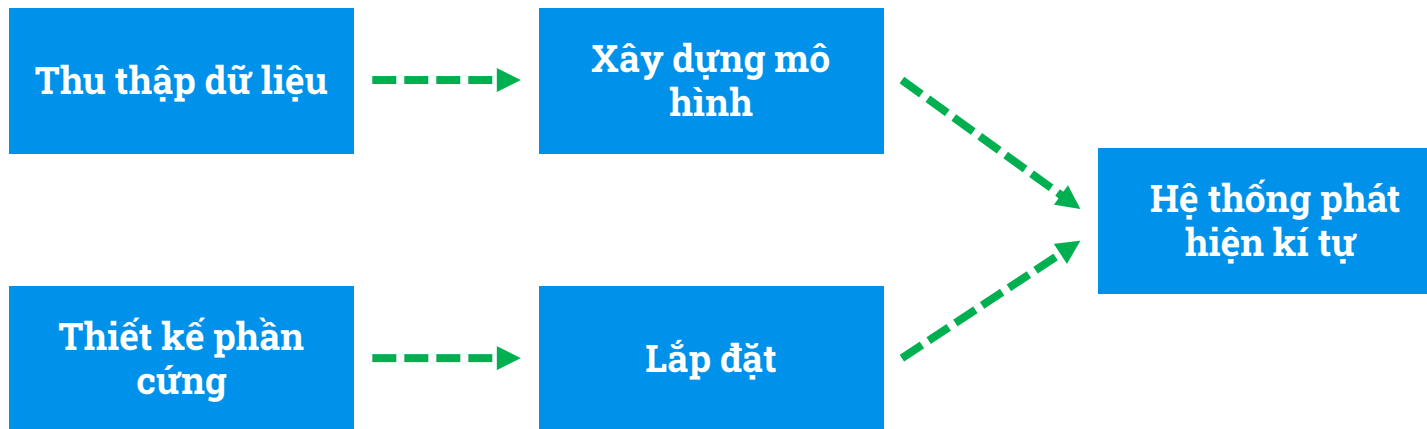 Thu thập dữ liệu
Xây dựng mô
hình
Hệ thống phát
hiện kí tự
Thiết kế phần
cứng
Lắp đặt